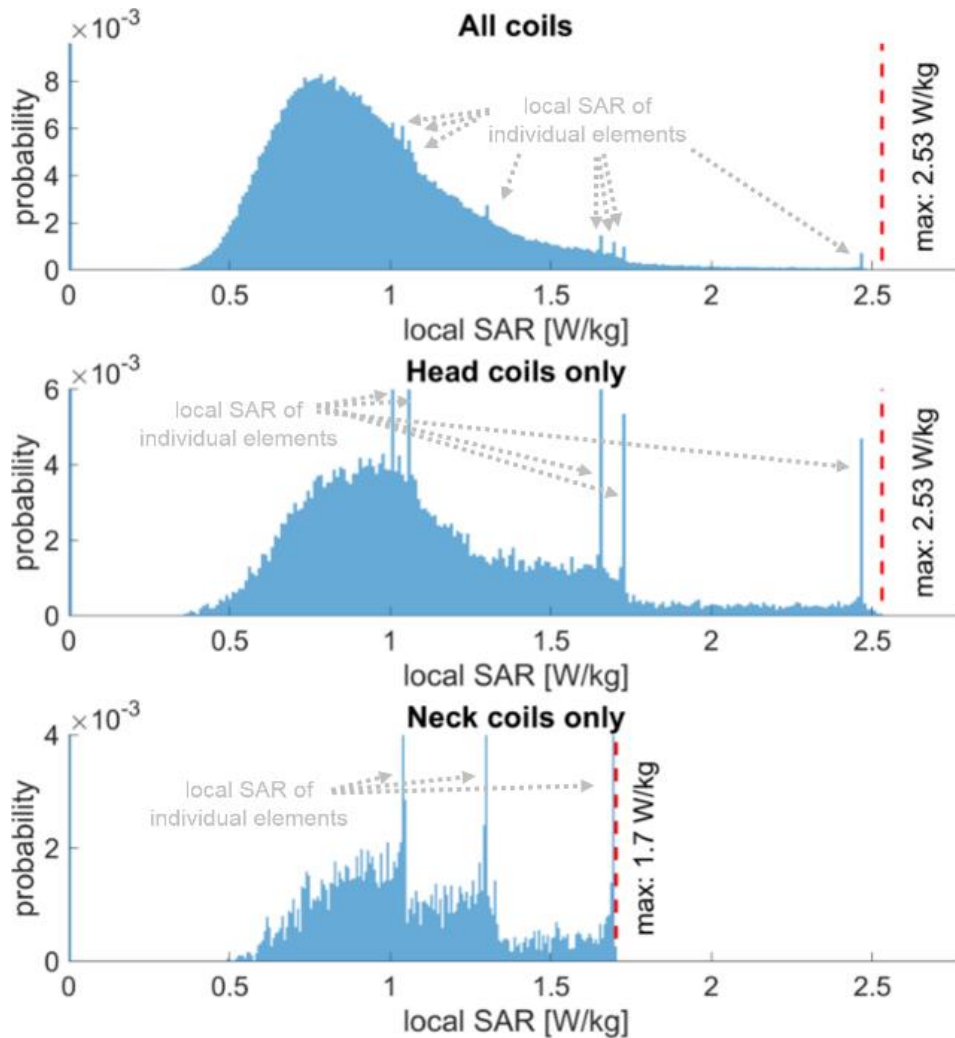 ×10⁻³
All coils
8
6
4
2
0
probability
local SAR of
individual elements
max: 2.53 W/kg
0
0.5
1
1.5
2
2.5
local SAR [W/kg]
×10⁻³
Head coils only
6
4
2
0
probability
local SAR of
individual elements
max: 2.53 W/kg
0
0.5
1
1.5
2
2.5
local SAR [W/kg]
×10⁻³
Neck coils only
4
2
0
probability
local SAR of
individual elements
max: 1.7 W/kg
0
0.5
1
1.5
2
2.5
local SAR [W/kg]